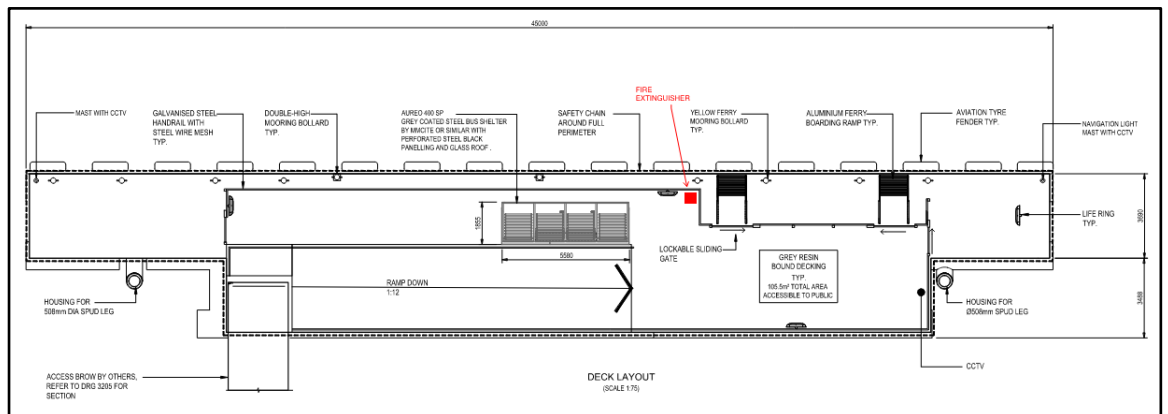 45000
MAST WITH CCTV
GALVANISED STEEL
HANDRAIL WITH
STEEL WIRE MESH
TYP.
DOUBLE-HIGH
MOORING BOLLARD
TYP.
AUREO 400 SP
GREY COATED STEEL BUS SHELTER
BY MMCITE OR SIMILAR WITH
PERFORATED STEEL BLACK
PANELLING AND GLASS ROOF .
SAFETY CHAIN
AROUND FULL
PERIMETER
FIRE
EXTINGUISHER
YELLOW FERRY
MOORING BOLLARD
TYP.
ALUMINIUM FERRY
BOARDING RAMP TYP.
AVIATION TYRE
FENDER TYP.
NAVIGATION LIGHT
MAST WITH CCTV
1855
5580
3690
LIFE RING
TYP.
LOCKABLE SLIDING
GATE
GREY RESIN
BOUND DECKING
TYP.
105.5m² TOTAL AREA
ACCESSIBLE TO PUBLIC
RAMP DOWN
1:12
3489
HOUSING FOR
508mm DIA SPUD LEG
HOUSING FOR
Ø508mm SPUD LEG
ACCESS BROW BY OTHERS,
REFER TO DRG 3205 FOR
SECTION
CCTV
DECK LAYOUT
(SCALE 1:75)